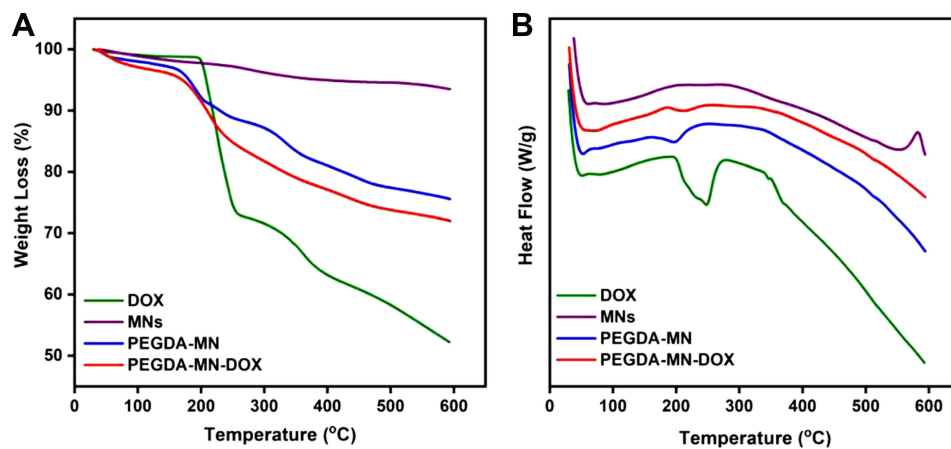 A
Weight Loss (%)
100
90
80
70
60
50
DOX
MNs
PEGDA-MN
PEGDA-MN-DOX
0 100 200 300 400 500 600
Temperature (°C)
B
Heat Flow (W/g)
DOX
MNs
PEGDA-MN
PEGDA-MN-DOX
0 100 200 300 400 500 600
Temperature (°C)